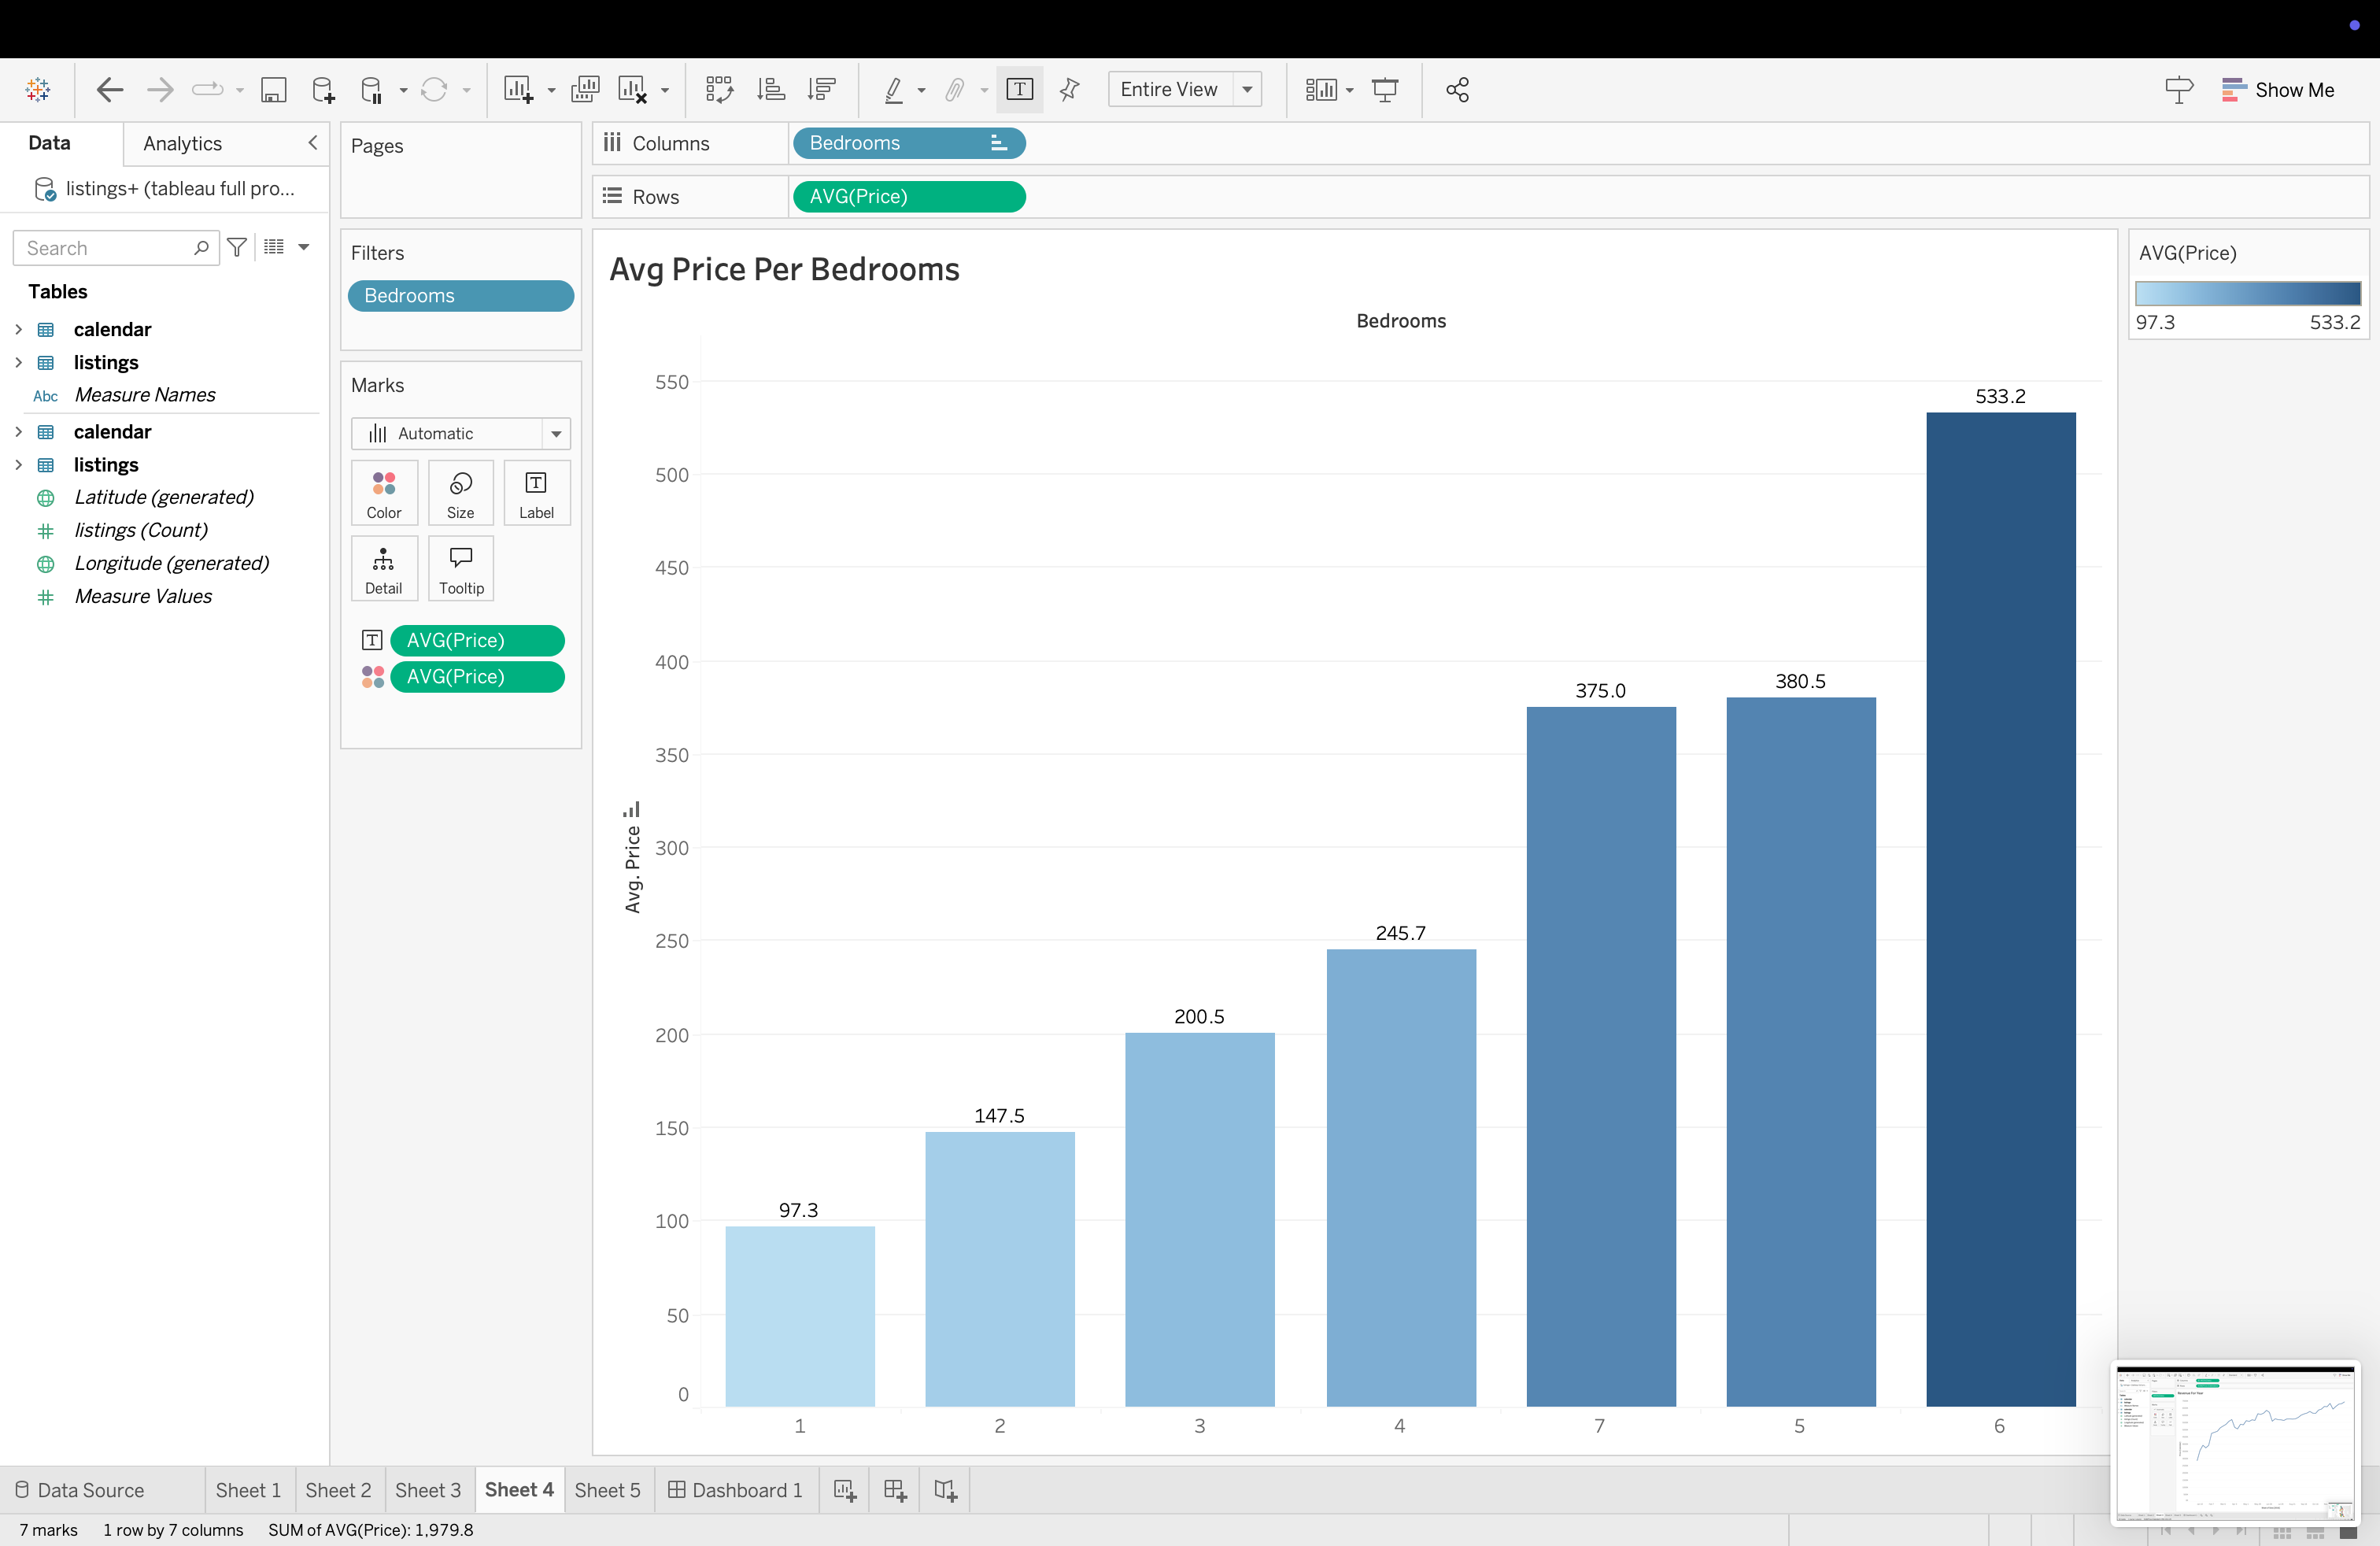 Entire View
Show Me
Data
Analytics
listings+ (tableau full pro...
Search
Tables
calendar
listings
Abc Measure Names
calendar
listings
Latitude (generated)
listings (Count)
Longitude (generated)
Measure Values
Pages
Filters
Bedrooms
Marks
Automatic
Color Size Label
Detail Tooltip
AVG(Price)
AVG(Price)
Columns Bedrooms
Rows AVG(Price)
Avg Price Per Bedrooms
Bedrooms
Avg. Price
550
500
450
400
350
300
250
200
150
100
50
0
97.3
147.5
200.5
245.7
375.0
380.5
533.2
1 2 3 4 7 5 6
AVG(Price)
97.3 533.2
Data Source Sheet 1 Sheet 2 Sheet 3 Sheet 4 Sheet 5 Dashboard 1
7 marks 1 row by 7 columns SUM of AVG(Price): 1,979.8